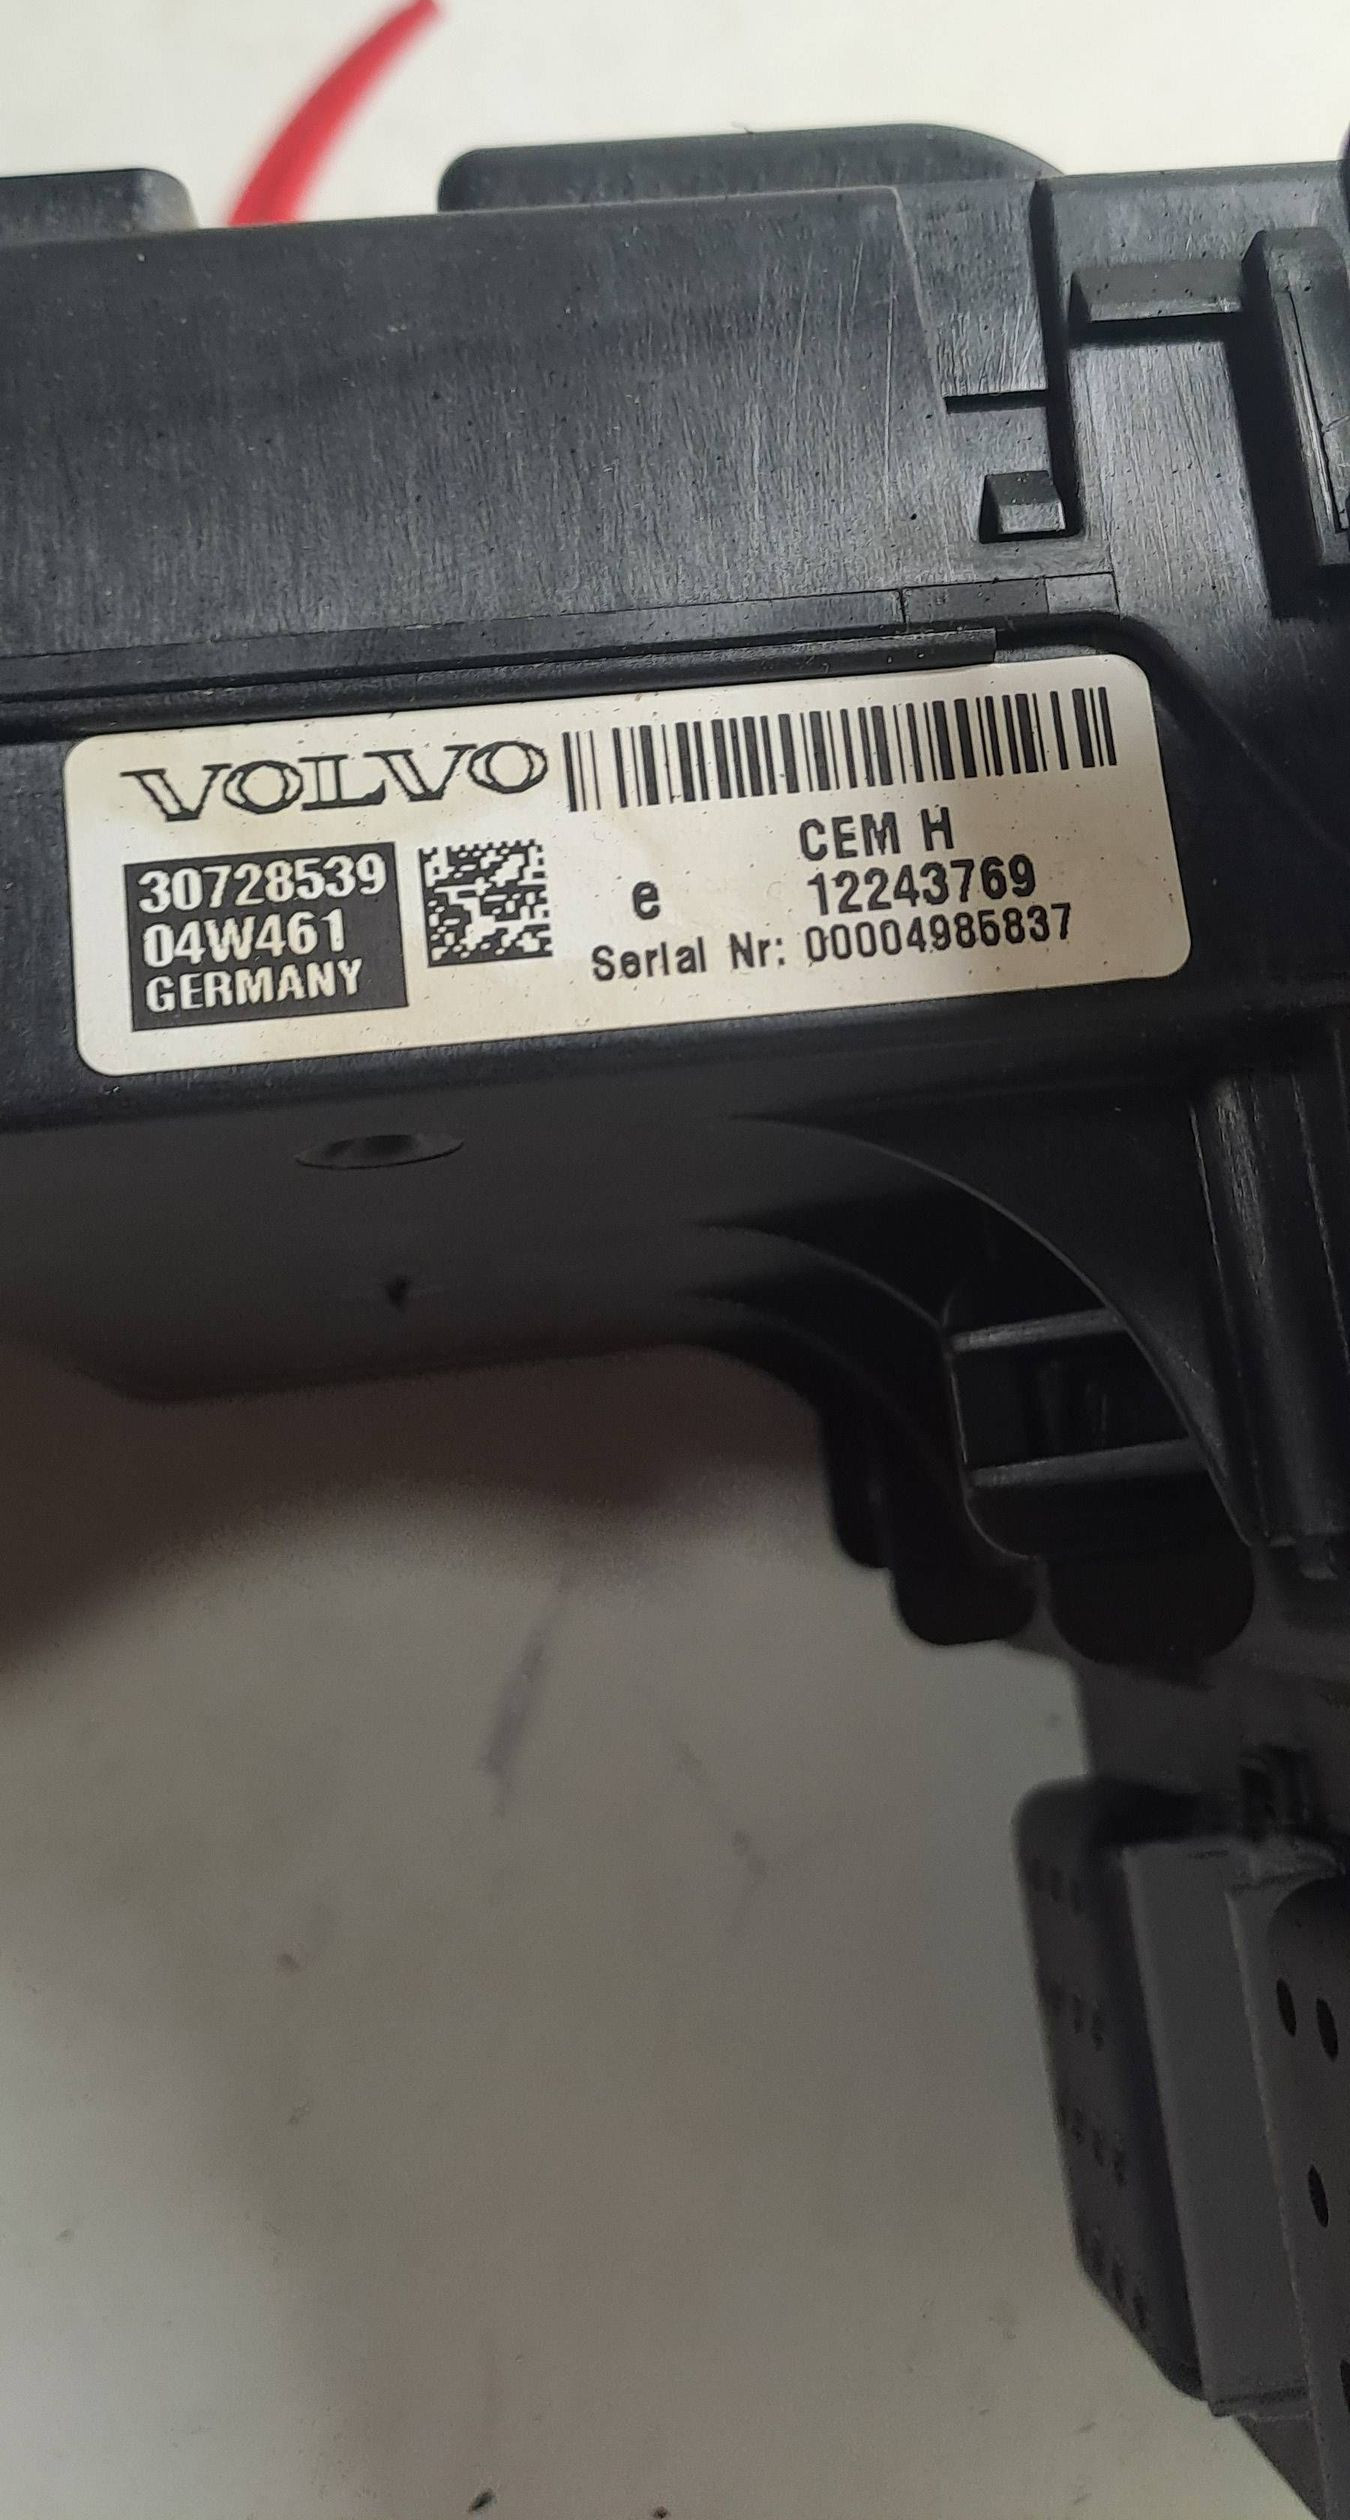 VOLVO
30728539
04W461
GERMANY
e
CEM H
12243769
Serial Nr: 00004985837